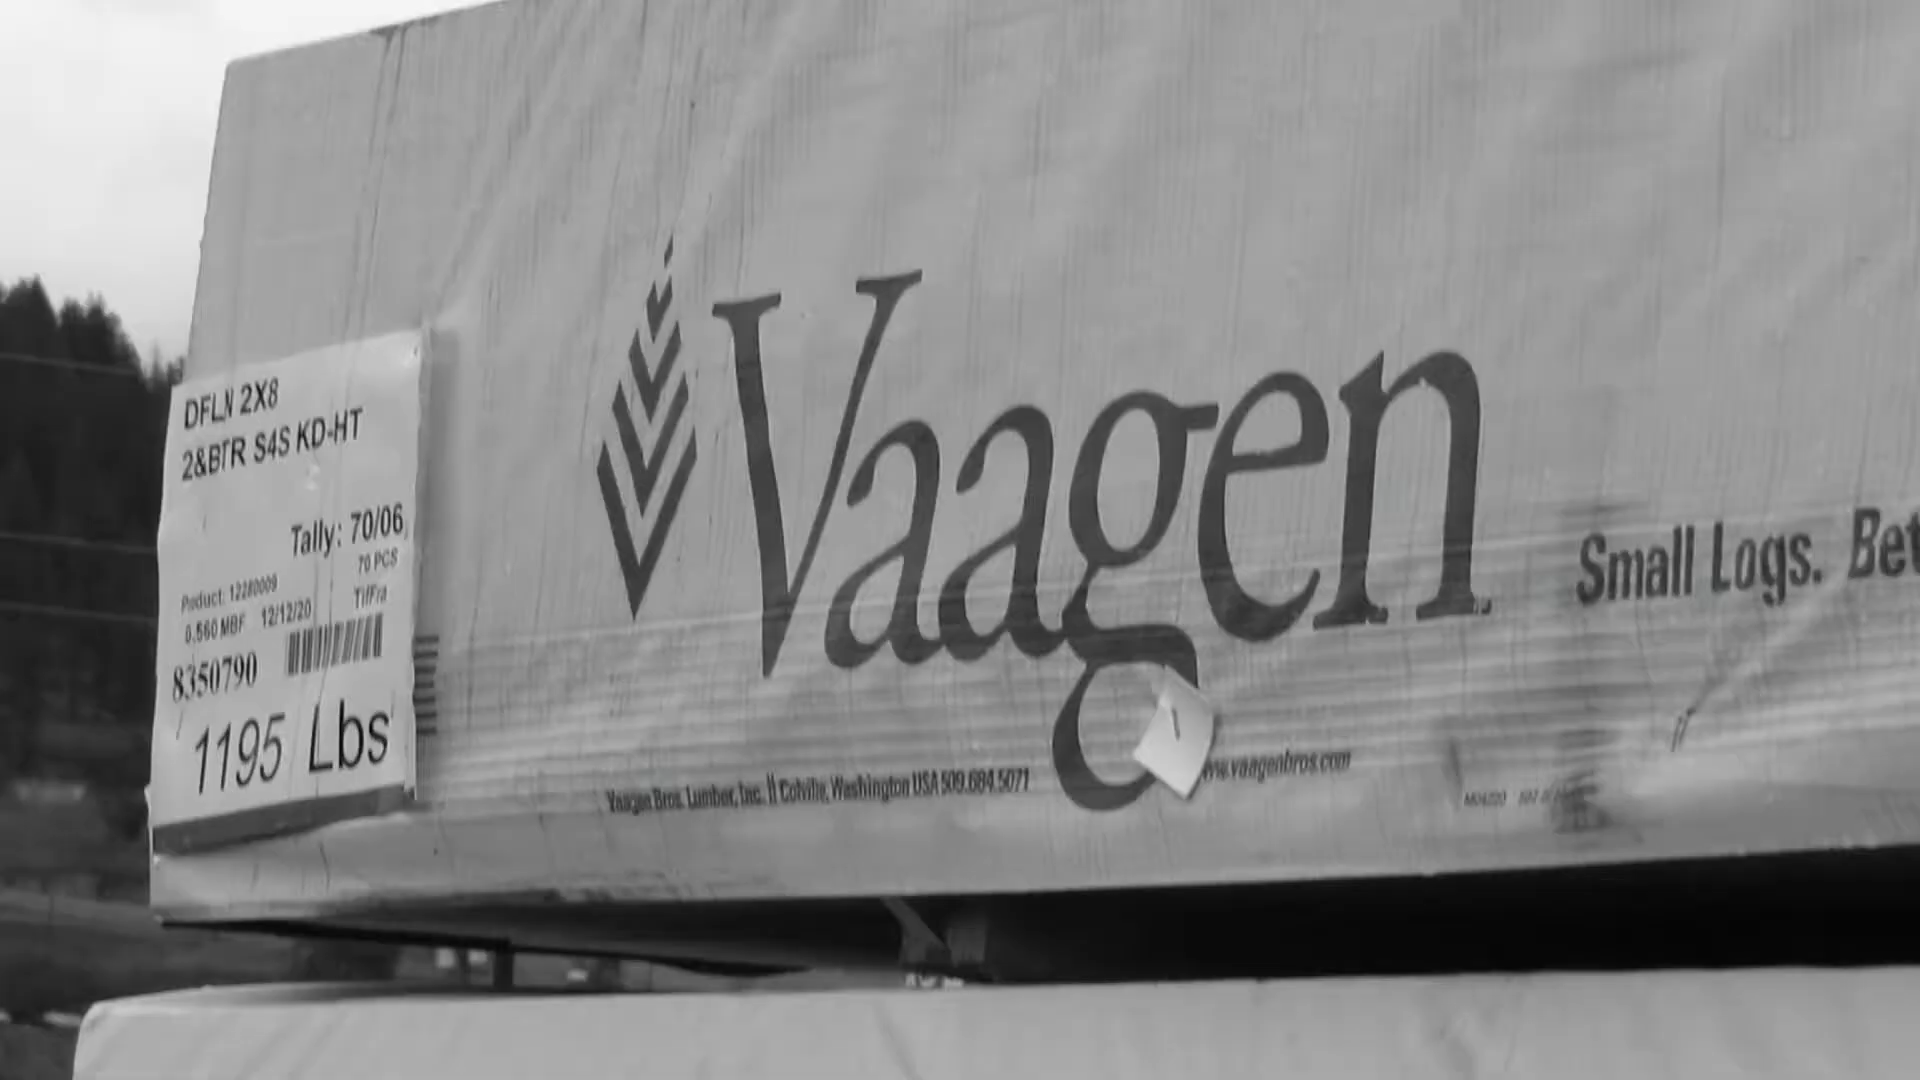 DFLN 2X8
2&BTR S4S KD-HT
Tally: 70/06
70 PCS
Product: 12280009
TifFra
0.560 MBF 12/12/20
8350790
1195 Lbs
Vaagen
Small Logs. Bet
Vaagen Bros. Lumber, Inc. || Colville, Washington USA 509.684.5071
www.vaagenbros.com